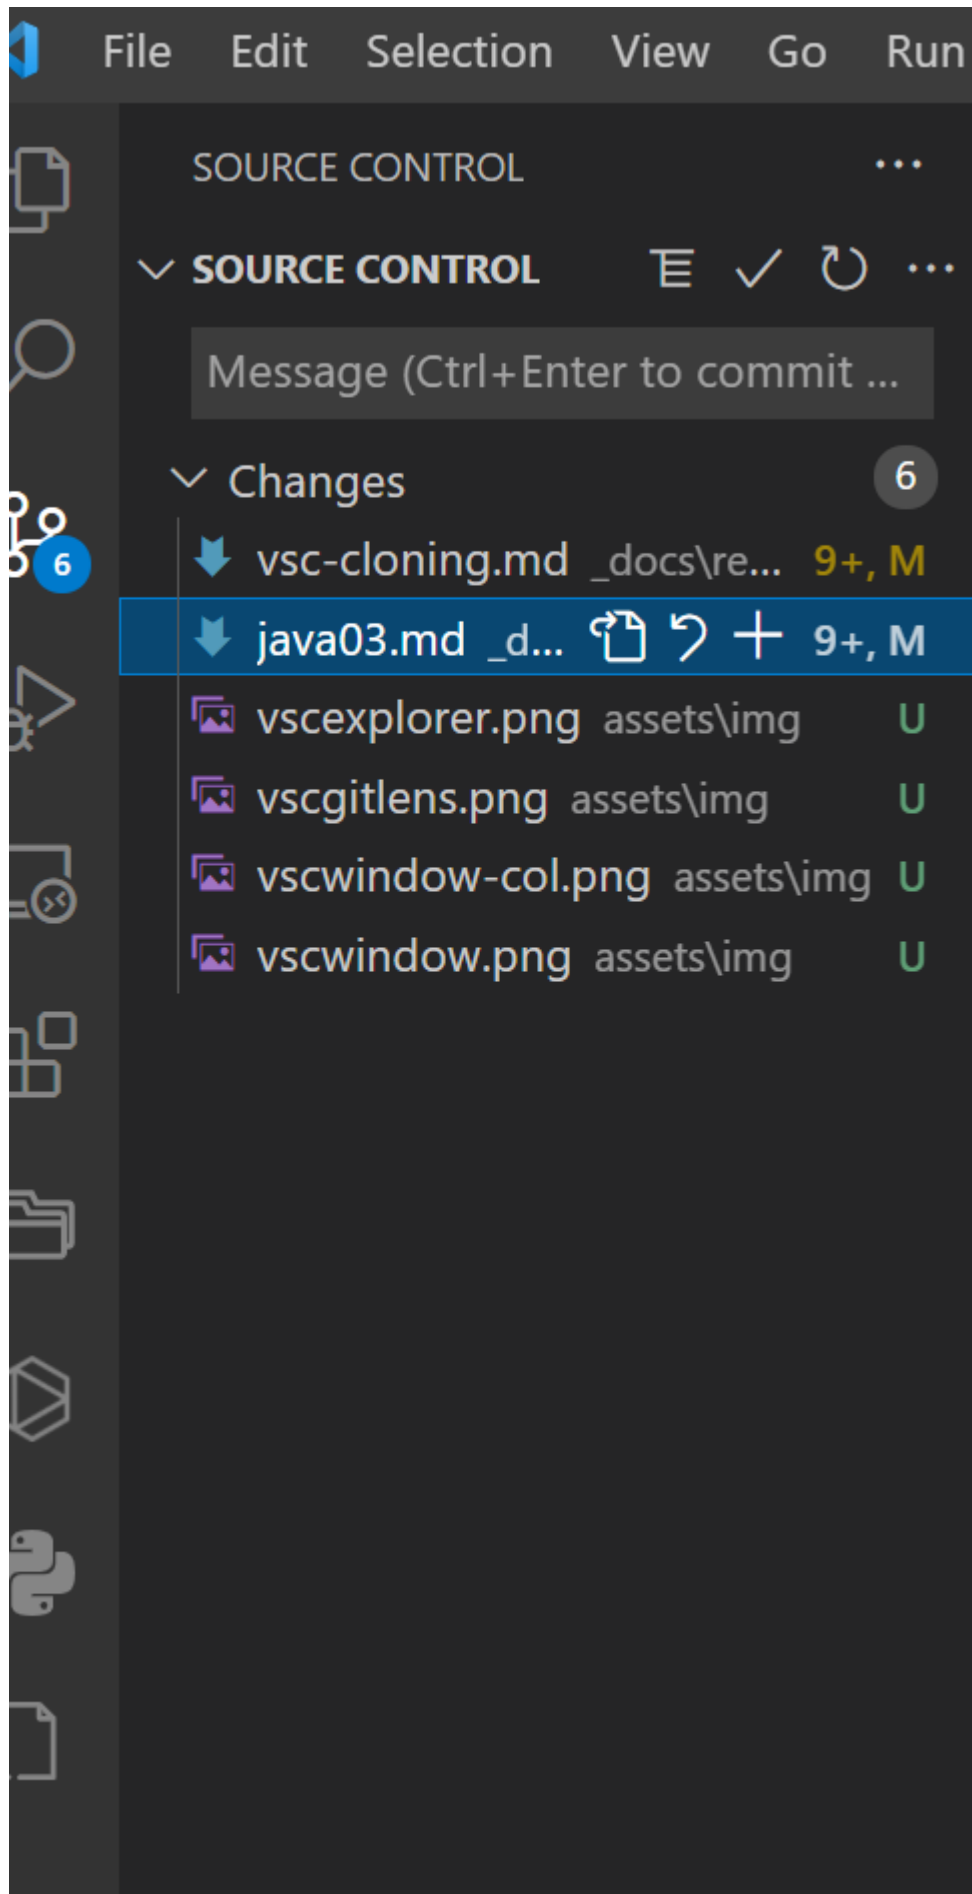 File Edit Selection View Go Run
SOURCE CONTROL ...
SOURCE CONTROL ...
Message (Ctrl+Enter to commit ...
Changes 6
6
vsc-cloning.md _docs\re... 9+, M
java03.md _d... 9+, M
vscexplorer.png assets\img U
vscgitlens.png assets\img U
vscwindow-col.png assets\img U
vscwindow.png assets\img U